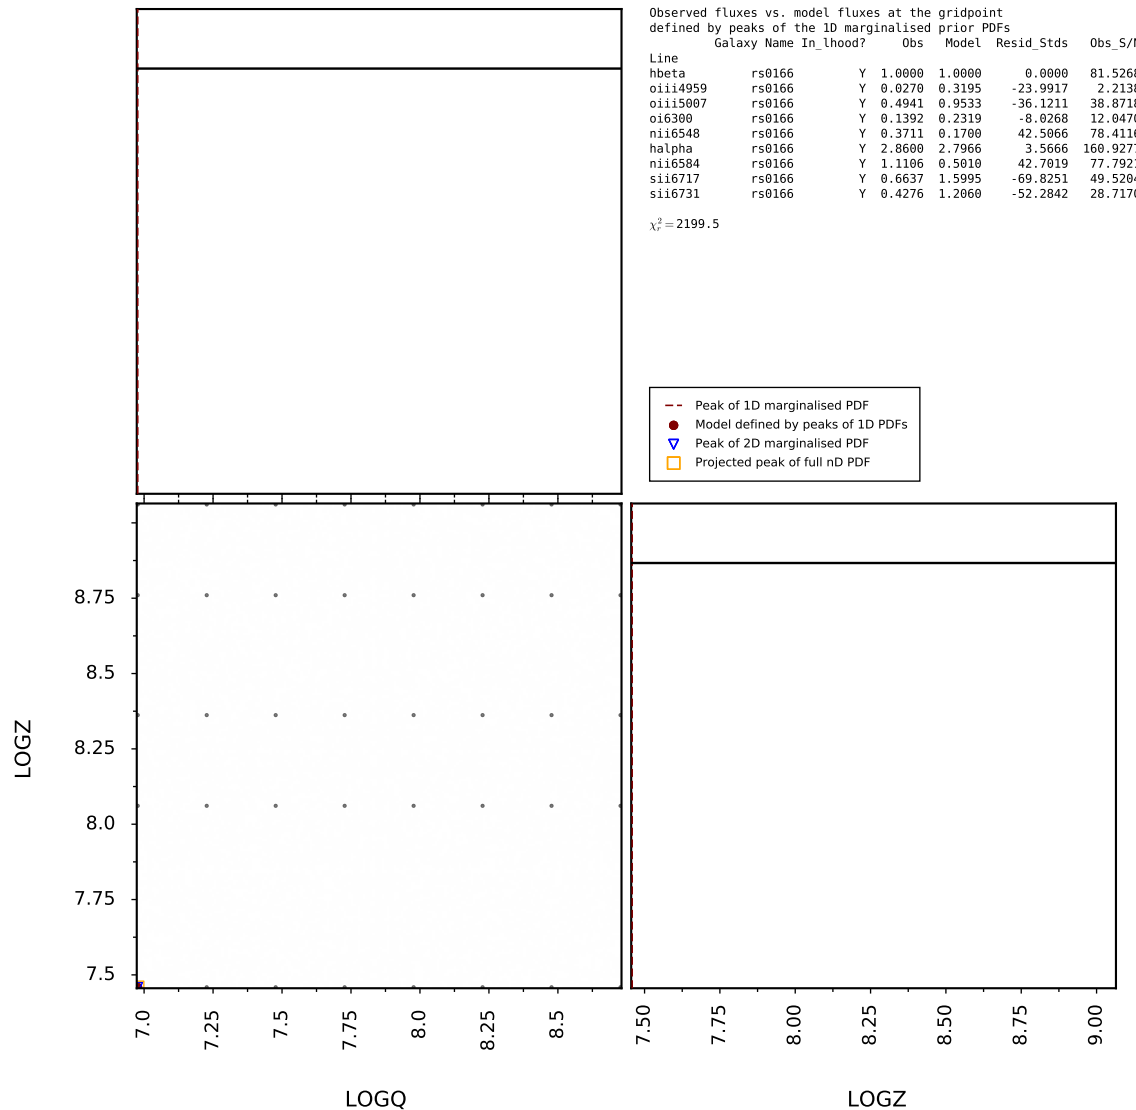 Observed fluxes vs. model fluxes at the gridpoint
defined by peaks of the 1D marginalised prior PDFs
Galaxy Name In_lhood? Obs Model Resid_Stds Obs_S/N
Line
hbeta rs0166 Y 1.0000 1.0000 0.0000 81.5268
oiii4959 rs0166 Y 0.0270 0.3195 -23.9917 2.2138
oiii5007 rs0166 Y 0.4941 0.9533 -36.1211 38.8718
oi6300 rs0166 Y 0.1392 0.2319 -8.0268 12.0470
nii6548 rs0166 Y 0.3711 0.1700 42.5066 78.4116
halpha rs0166 Y 2.8600 2.7966 3.5666 160.9277
nii6584 rs0166 Y 1.1106 0.5010 42.7019 77.7921
sii6717 rs0166 Y 0.6637 1.5995 -69.8251 49.5204
sii6731 rs0166 Y 0.4276 1.2060 -52.2842 28.7170
χ²ᵣ = 2199.5
Peak of 1D marginalised PDF
Model defined by peaks of 1D PDFs
Peak of 2D marginalised PDF
Projected peak of full nD PDF
8.75
8.5
8.25
8.0
7.75
7.5
LOGZ
7.0 7.25 7.5 7.75 8.0 8.25 8.5
LOGQ
7.50 7.75 8.00 8.25 8.50 8.75 9.00
LOGZ